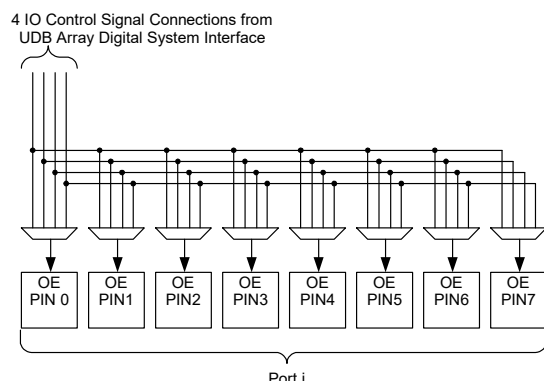 4 IO Control Signal Connections from
UDB Array Digital System Interface
OE OE OE OE OE OE OE OE
PIN 0 PIN1 PIN2 PIN3 PIN4 PIN5 PIN6 PIN7
Port i